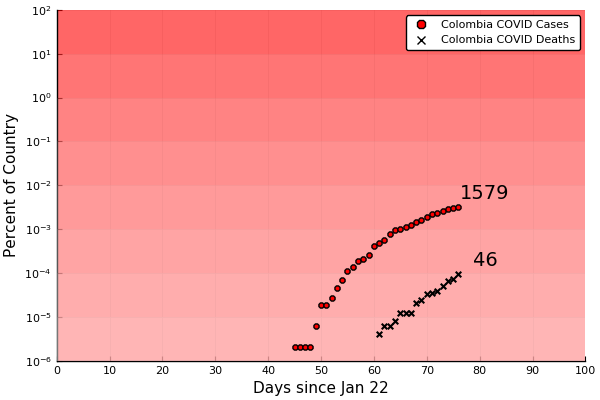 10²
10¹
10⁰
10⁻¹
10⁻²
10⁻³
10⁻⁴
10⁻⁵
10⁻⁶
Percent of Country
Colombia COVID Cases
Colombia COVID Deaths
1579
46
0 10 20 30 40 50 60 70 80 90 100
Days since Jan 22